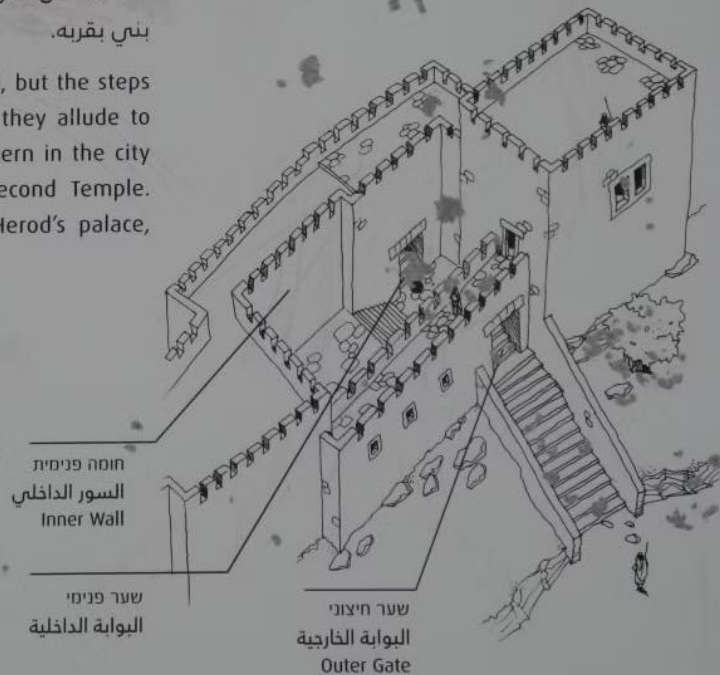 بني بقربه.
, but the steps
they allude to
ern in the city
econd Temple.
Herod's palace,
חומה פנימית
السور الداخلي
Inner Wall
שער פנימי
البوابة الداخلية
שער חיצוני
البوابة الخارجية
Outer Gate